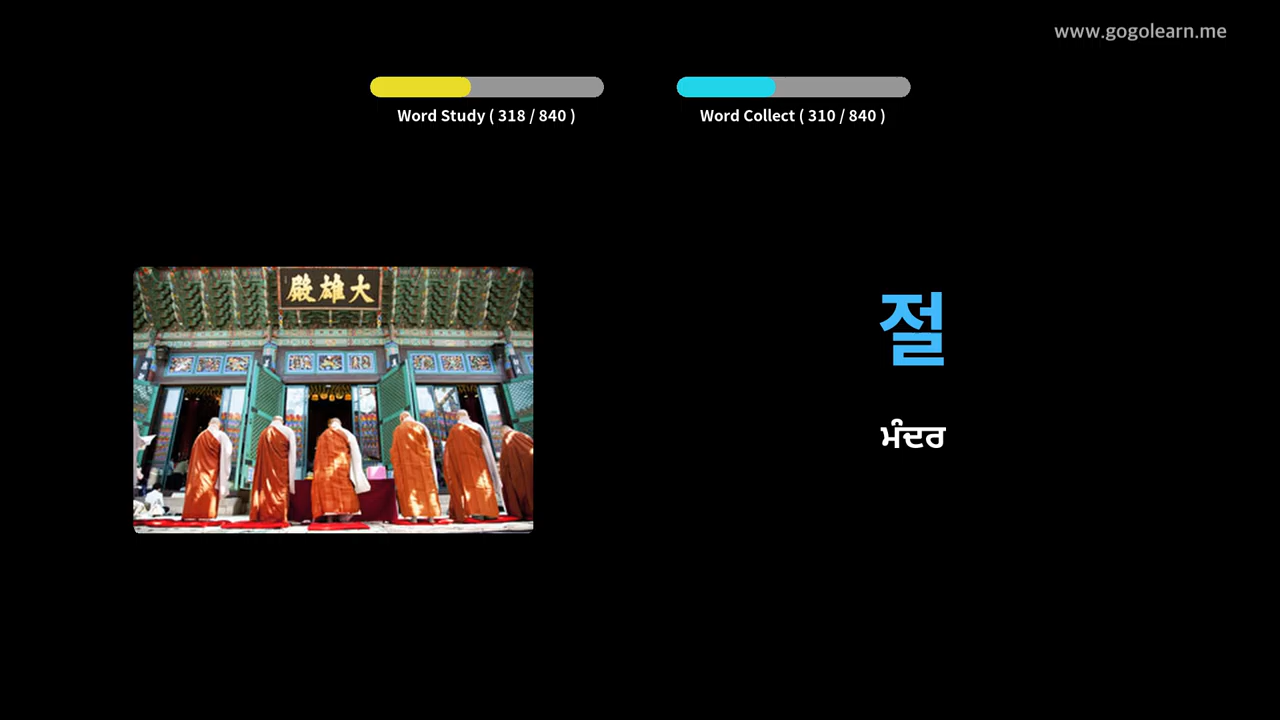 www.gogolearn.me
Word Study ( 318 / 840 )
Word Collect ( 310 / 840 )
殿雄大
절
ਮੰਦਰ